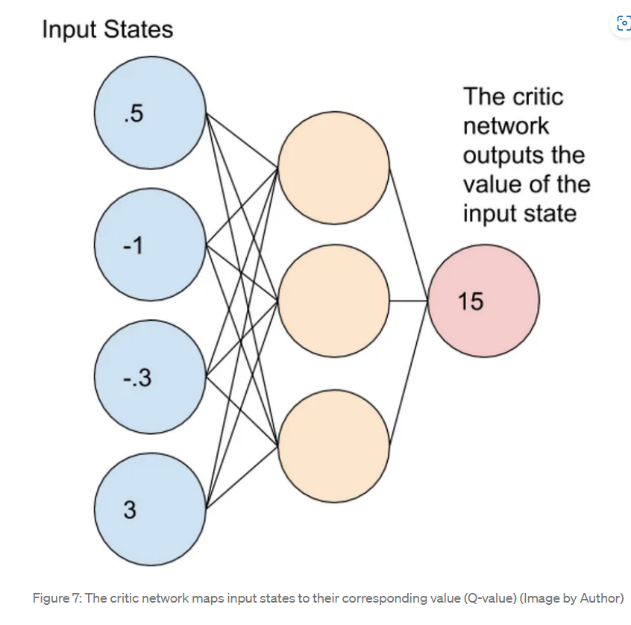 Input States
.5
The critic
network
outputs the
value of the
input state
-1
15
-.3
3
Figure 7: The critic network maps input states to their corresponding value (Q-value) (Image by Author)